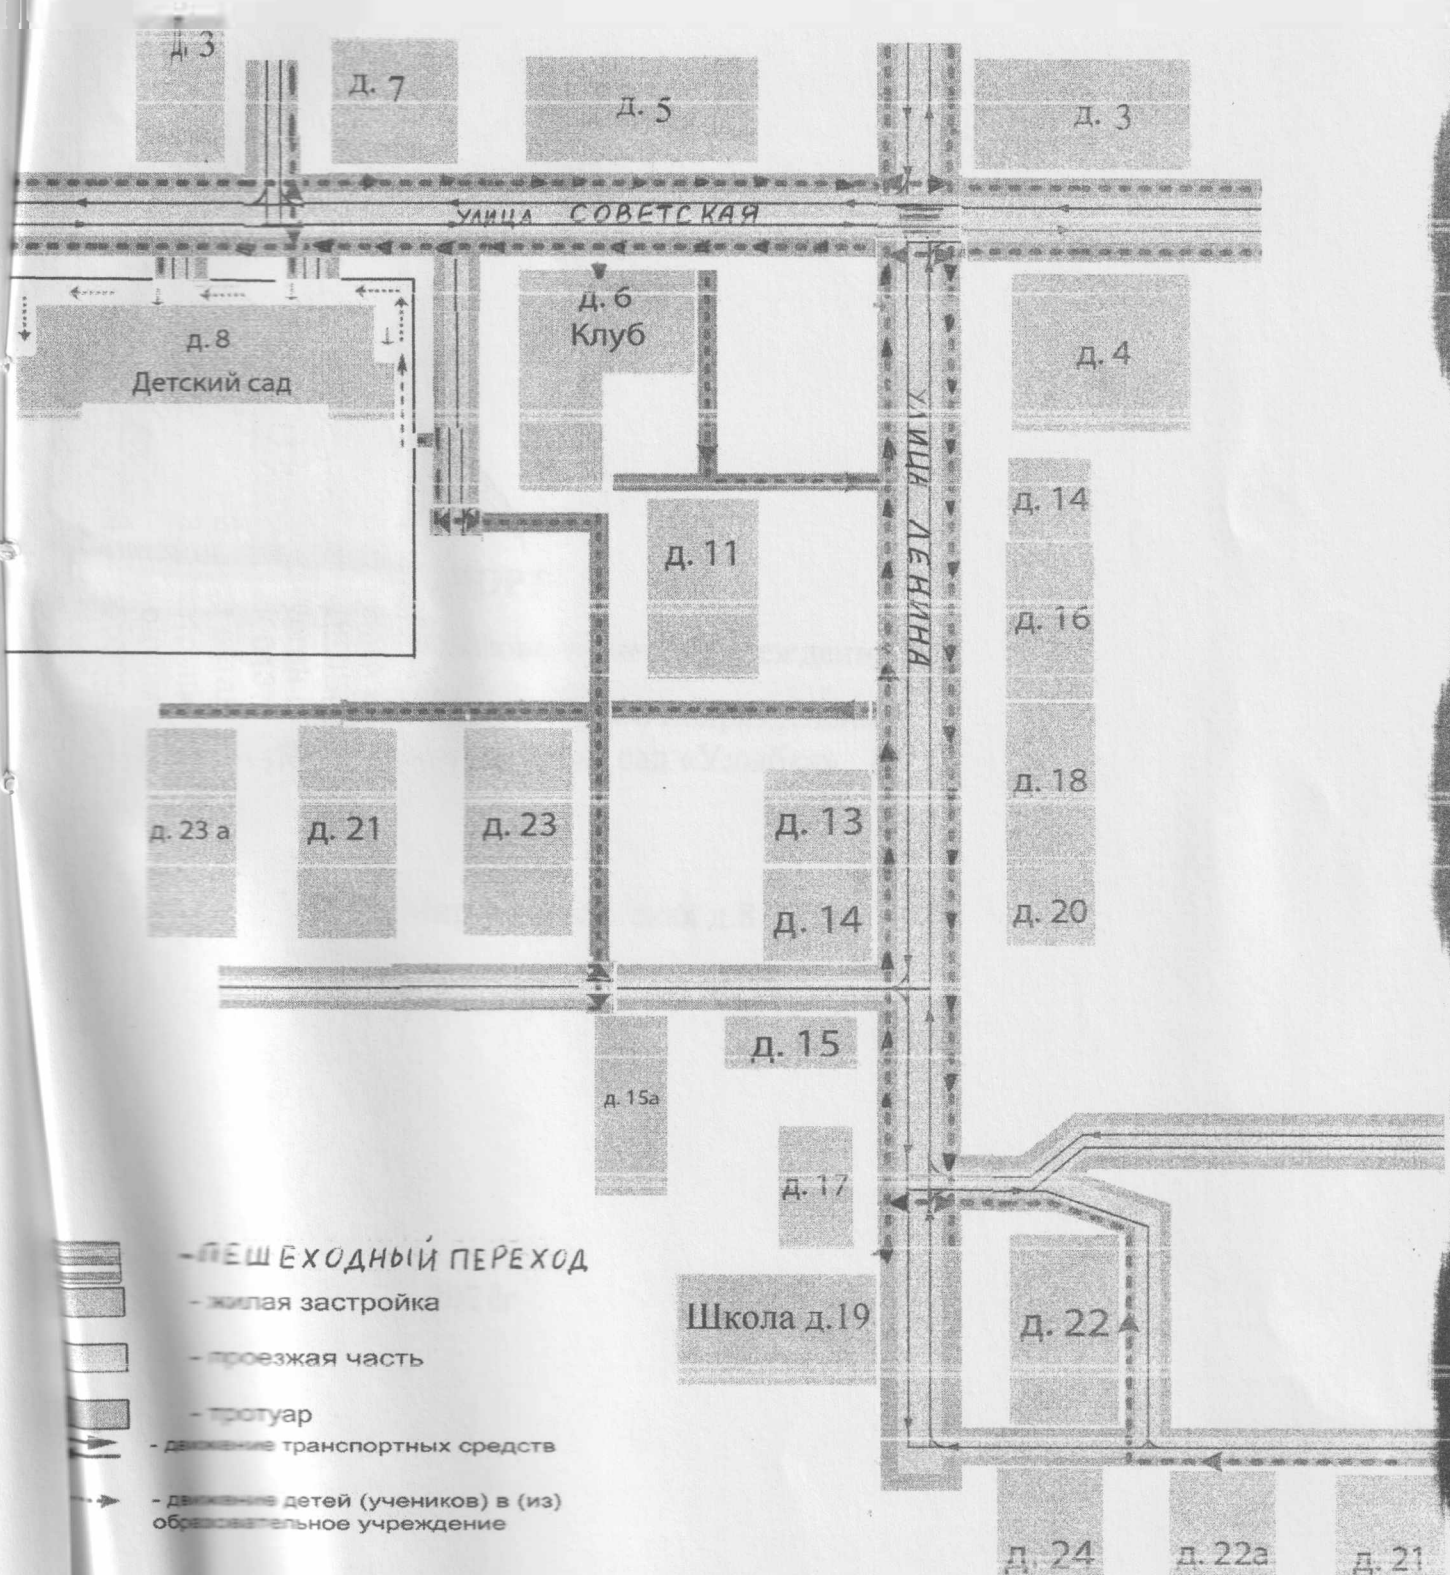 д. 3
д. 7
д. 5
д. 3
УЛИЦА СОВЕТСКАЯ
д. 6
Клуб
д. 8
Детский сад
д. 4
УЛИЦА ЛЕНИНА
д. 14
д. 11
д. 16
д. 18
д. 13
д. 23 а
д. 21
д. 23
д. 14
д. 20
д. 15
д. 15а
д. 17
- ПЕШЕХОДНЫЙ ПЕРЕХОД
- жилая застройка
Школа д.19
д. 22
- проезжая часть
- тротуар
- движение транспортных средств
- движение детей (учеников) в (из)
образовательное учреждение
д. 24
д. 22а
д. 21